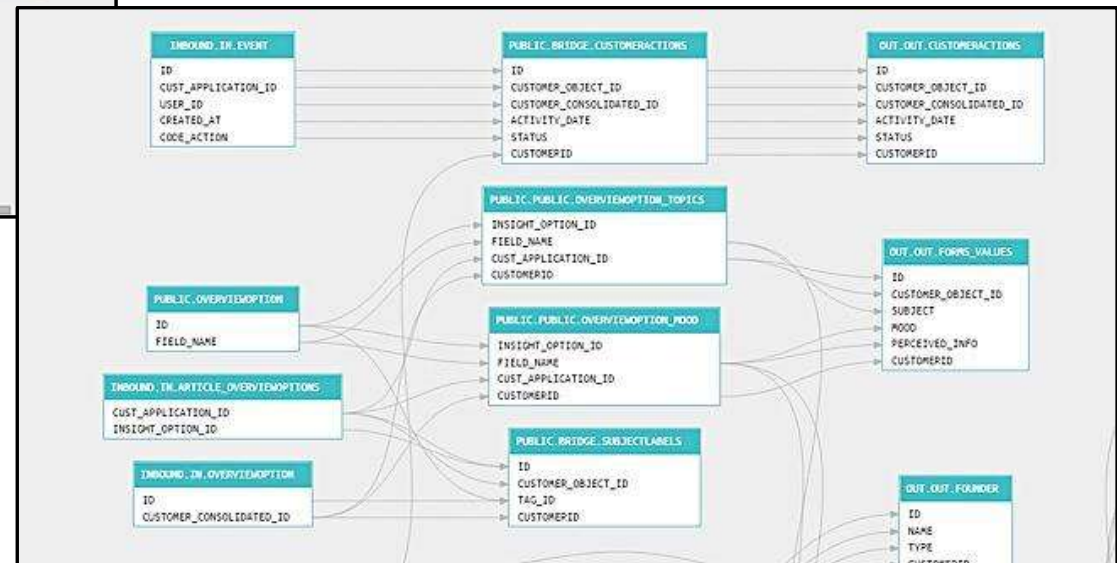 INBOUND.IN.EVENT
ID
CUST_APPLICATION_ID
USER_ID
CREATED_AT
CODE_ACTION
PUBLIC.BRIDGE.CUSTOMERACTIONS
ID
CUSTOMER_OBJECT_ID
CUSTOMER_CONSOLIDATED_ID
ACTIVITY_DATE
STATUS
CUSTOMERID
OUT.OUT.CUSTOMERACTIONS
ID
CUSTOMER_OBJECT_ID
CUSTOMER_CONSOLIDATED_ID
ACTIVITY_DATE
STATUS
CUSTOMERID
PUBLIC.PUBLIC.OVERVIEWOPTION_TOPICS
INSIGHT_OPTION_ID
FIELD_NAME
CUST_APPLICATION_ID
CUSTOMERID
OUT.OUT.FORMS_VALUES
ID
CUSTOMER_OBJECT_ID
SUBJECT
MOOD
PERCEIVED_INFO
CUSTOMERID
PUBLIC.OVERVIEWOPTION
ID
FIELD_NAME
PUBLIC.PUBLIC.OVERVIEWOPTION_MOOD
INSIGHT_OPTION_ID
FIELD_NAME
CUST_APPLICATION_ID
CUSTOMERID
INBOUND.IN.ARTICLE_OVERVIEWOPTIONS
CUST_APPLICATION_ID
INSIGHT_OPTION_ID
PUBLIC.BRIDGE.SUBJECTLABELS
ID
CUSTOMER_OBJECT_ID
TAG_ID
CUSTOMERID
INBOUND.IN.OVERVIEWOPTION
ID
CUSTOMER_CONSOLIDATED_ID
OUT.OUT.FOUNDER
ID
NAME
TYPE
CUSTOMERID